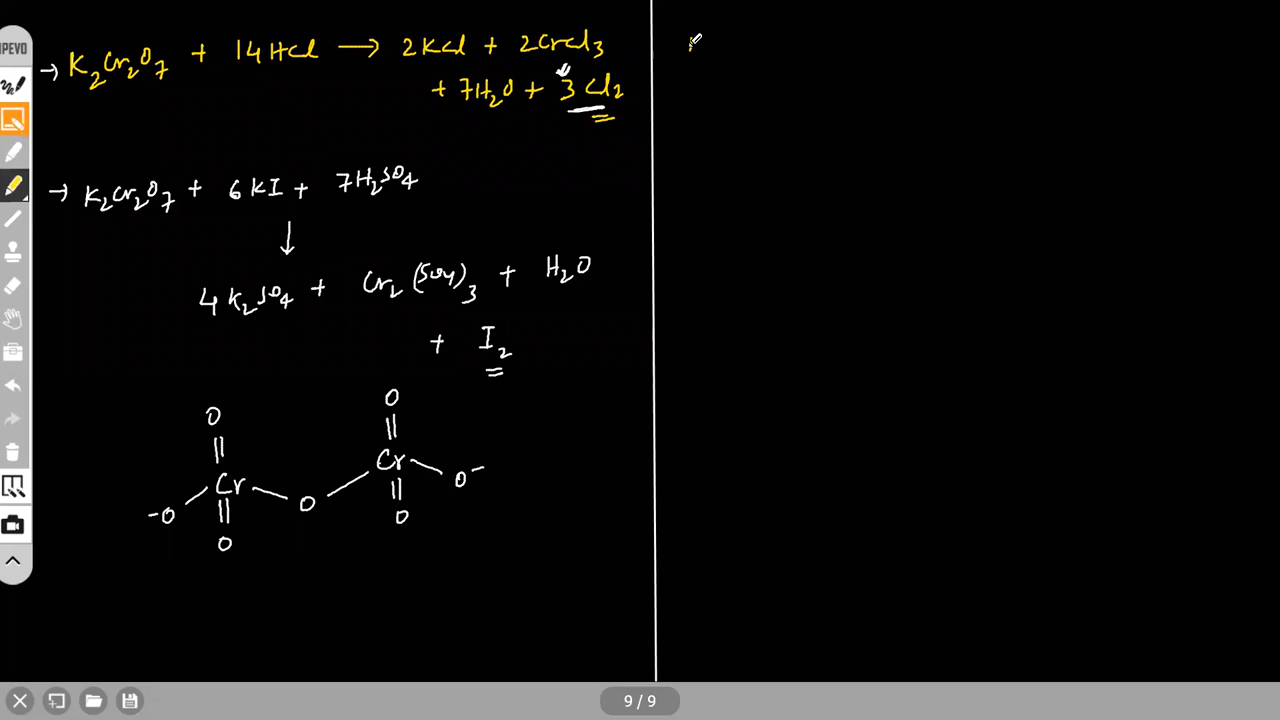 IPEVO
→ K₂Cr₂O₇ + 14HCl → 2KCl + 2CrCl₃
+ 7H₂O + 3Cl₂
→ K₂Cr₂O₇ + 6KI + 7H₂SO₄
↓
4K₂SO₄ + Cr₂(SO₄)₃ + H₂O
+ I₂
O O
|| ||
Cr Cr O⁻
⁻O O
|| ||
O O
9/9